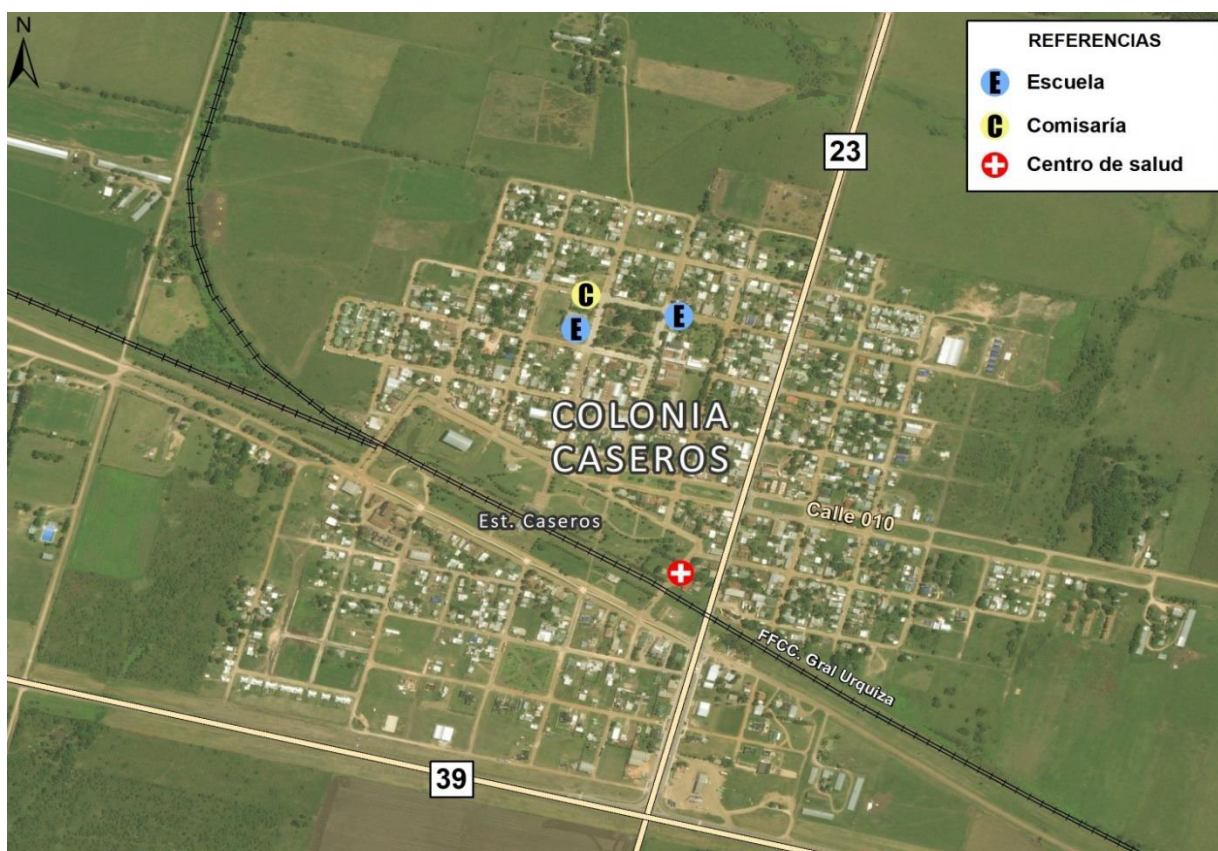 N
REFERENCIAS
E Escuela
C Comisaría
Centro de salud
23
C
E
E
COLONIA
CASEROS
Calle 010
Est. Caseros
FFCC. Gral Urquiza
39